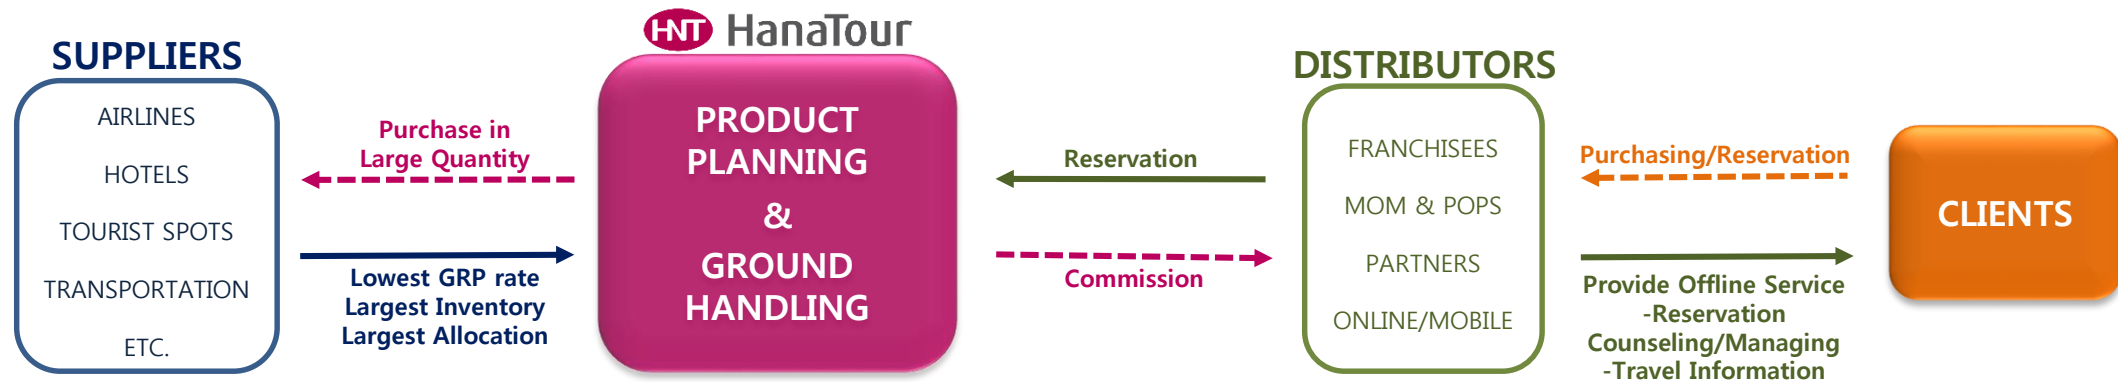 SUPPLIERS
AIRLINES
HOTELS
TOURIST SPOTS
TRANSPORTATION
ETC.
Purchase in
Large Quantity
Lowest GRP rate
Largest Inventory
Largest Allocation
HNT HanaTour
PRODUCT
PLANNING
&
GROUND
HANDLING
Reservation
Commission
DISTRIBUTORS
FRANCHISEES
MOM & POPS
PARTNERS
ONLINE/MOBILE
Purchasing/Reservation
Provide Offline Service
-Reservation
Counseling/Managing
-Travel Information
CLIENTS